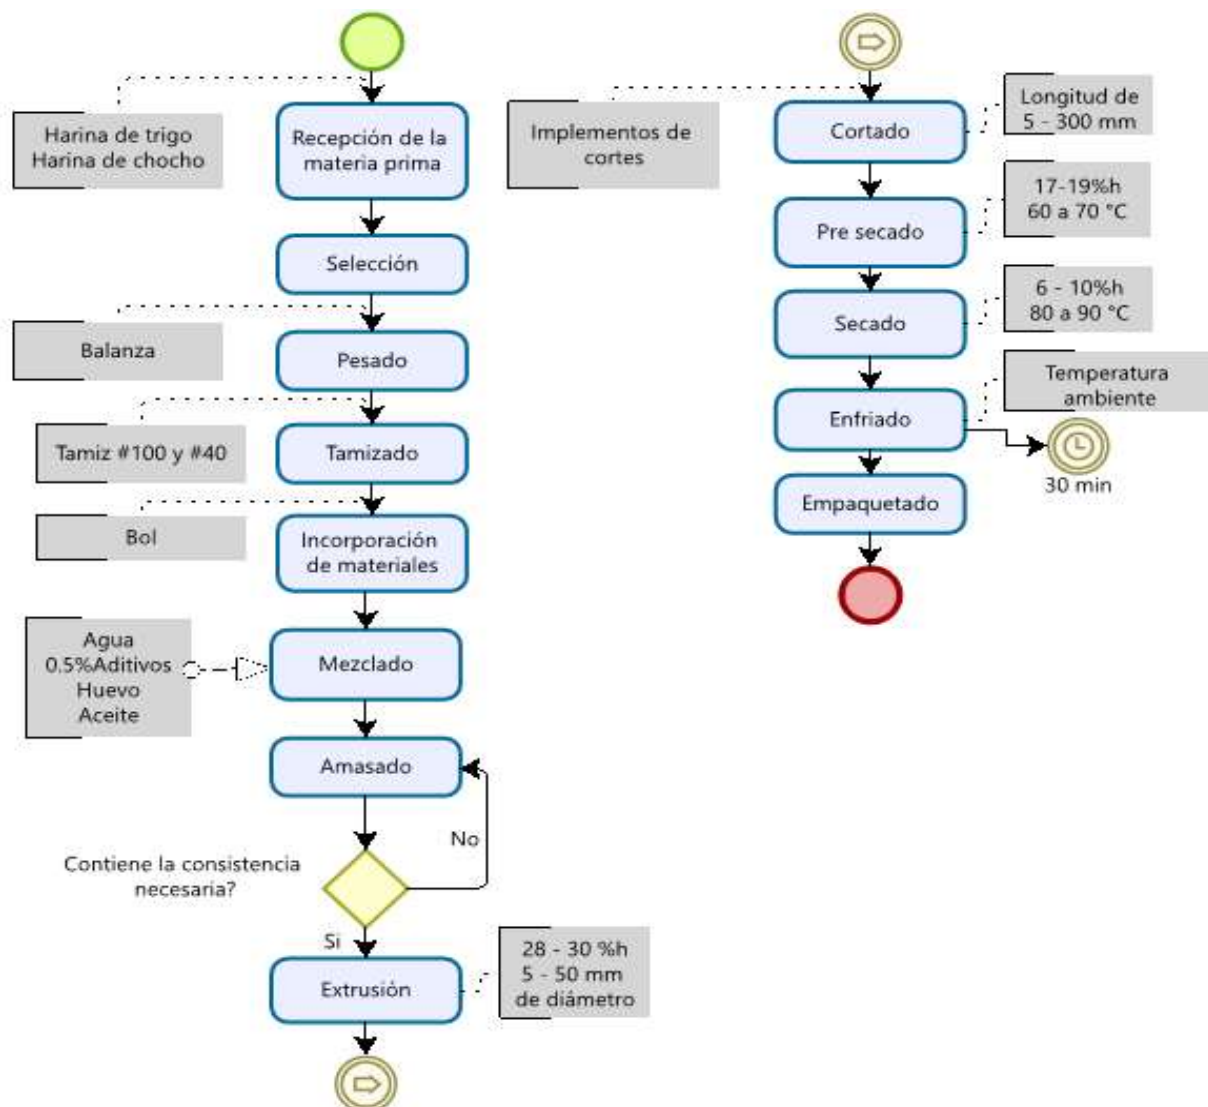 Harina de trigo
Harina de chocho
Recepción de la
materia prima
Selección
Balanza
Pesado
Tamiz #100 y #40
Tamizado
Bol
Incorporación
de materiales
Agua
0.5%Aditivos
Huevo
Aceite
Mezclado
Amasado
No
Contiene la consistencia
necesaria?
Si
Extrusión
28 - 30 %h
5 - 50 mm
de diámetro
Implementos de
cortes
Cortado
Longitud de
5 - 300 mm
Pre secado
17-19%h
60 a 70 °C
Secado
6 - 10%h
80 a 90 °C
Enfriado
Temperatura
ambiente
30 min
Empaquetado